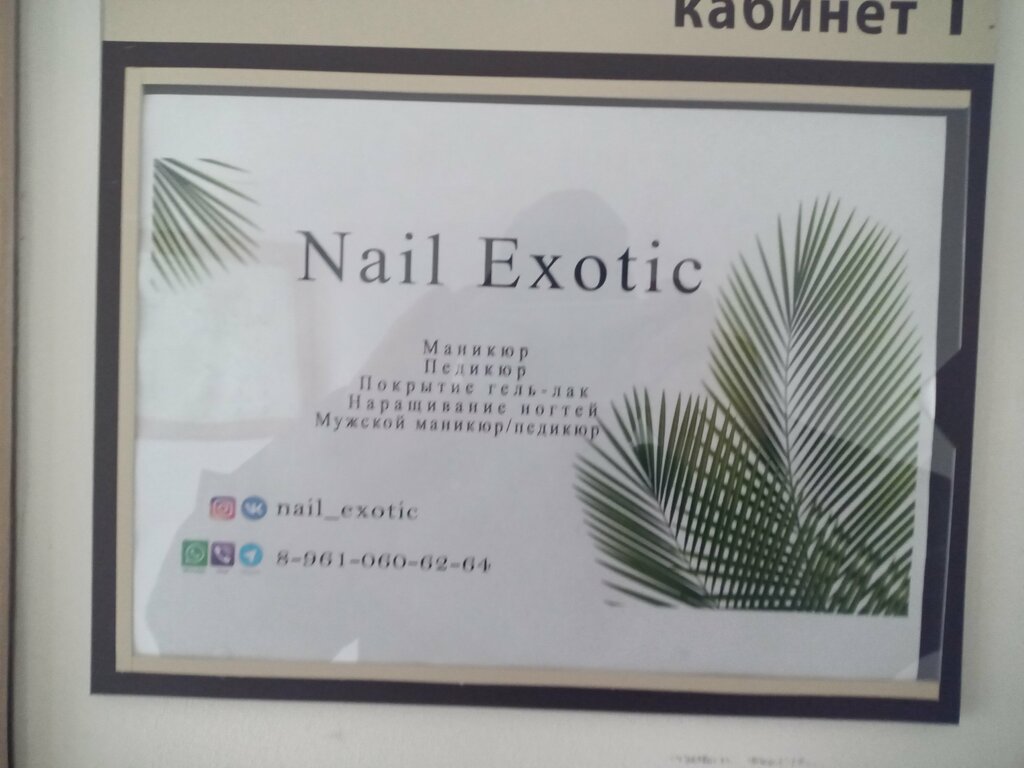 кабинет 1
Nail Exotic
Маникюр
Педикюр
Покрытие гель-лак
Наращивание ногтей
Мужской маникюр/педикюр
nail_exotic
8-961-060-62-64